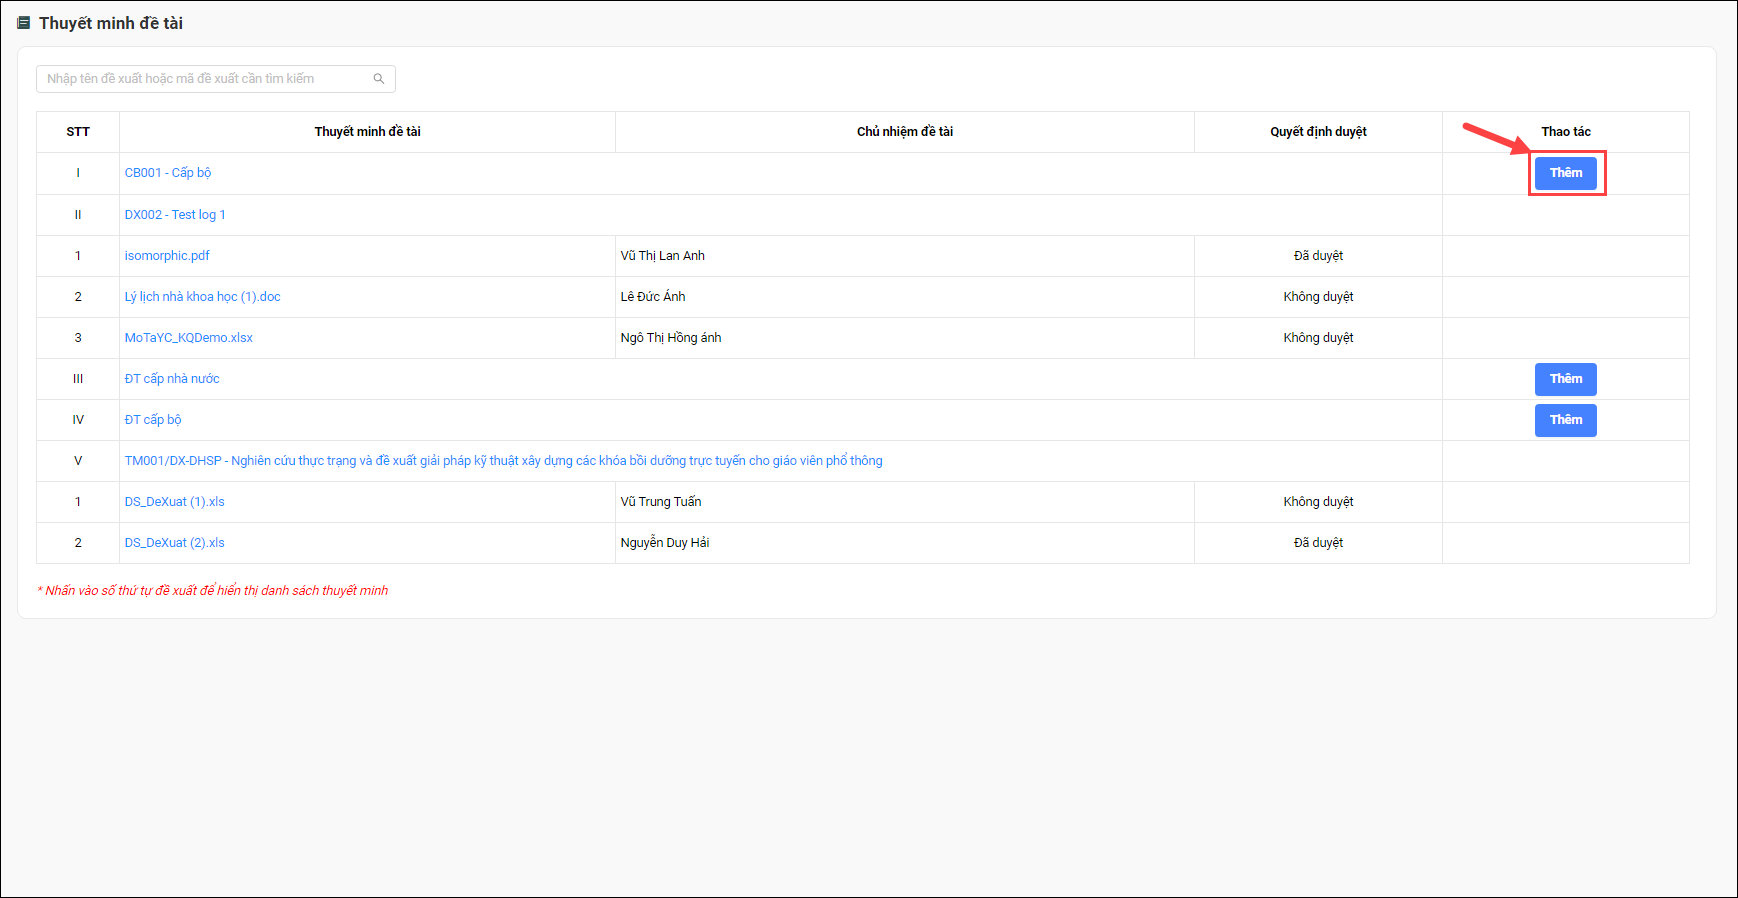 Thuyết minh đề tài
Nhập tên đề xuất hoặc mã đề xuất cần tìm kiếm
STT Thuyết minh đề tài Chủ nhiệm đề tài Quyết định duyệt Thao tác
I CB001 - Cấp bộ Thêm
II DX002 - Test log 1
1 isomorphic.pdf Vũ Thị Lan Anh Đã duyệt
2 Lý lịch nhà khoa học (1).doc Lê Đức Ánh Không duyệt
3 MoTaYC_KQDemo.xlsx Ngô Thị Hồng ánh Không duyệt
III ĐT cấp nhà nước Thêm
IV ĐT cấp bộ Thêm
V TM001/DX-DHSP - Nghiên cứu thực trạng và đề xuất giải pháp kỹ thuật xây dựng các khóa bồi dưỡng trực tuyến cho giáo viên phổ thông
1 DS_DeXuat (1).xls Vũ Trung Tuấn Không duyệt
2 DS_DeXuat (2).xls Nguyễn Duy Hải Đã duyệt
* Nhấn vào số thứ tự đề xuất để hiển thị danh sách thuyết minh